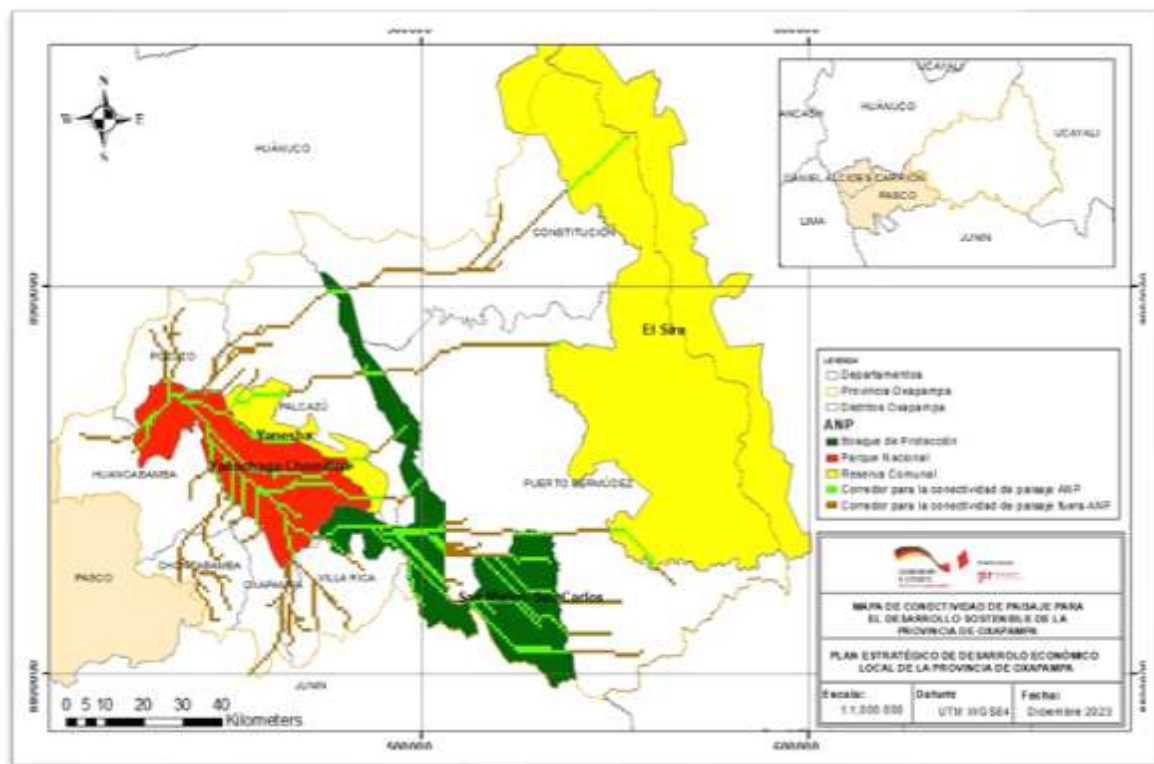 500000
600000
N
E
HUÁNUCO
CONSTITUCIÓN
El Sira
POZUZO
PALCAZÚ
Yanesha
HUANCABAMBA
PUERTO BERMÚDEZ
PASCO
CHONTABAMBA
OXAPAMPA
VILLA RICA
JUNIN
0 5 10 20 30 40
Kilometers
500000
600000
UCAYALI
HUÁNUCO
ANCASH
UCAYALI
DANIEL ALCIDES CARRION
PASCO
LIMA
JUNIN
LEYENDA
Departamentos
Provincia Oxapampa
Distritos Oxapampa
ANP
Bosque de Protección
Parque Nacional
Reserva Comunal
Corredor para la conectividad de paisaje ANP
Corredor para la conectividad de paisaje fuera ANP
giz
MAPA DE CONECTIVIDAD DE PAISAJE PARA
EL DESARROLLO SOSTENIBLE DE LA
PROVINCIA DE OXAPAMPA
PLAN ESTRATÉGICO DE DESARROLO ECONÓMICO
LOCAL DE LA PROVINCIA DE OXAPAMPA
Escala: Datum: Fecha:
1:1,000,000 UTM WGS84 Diciembre 2023